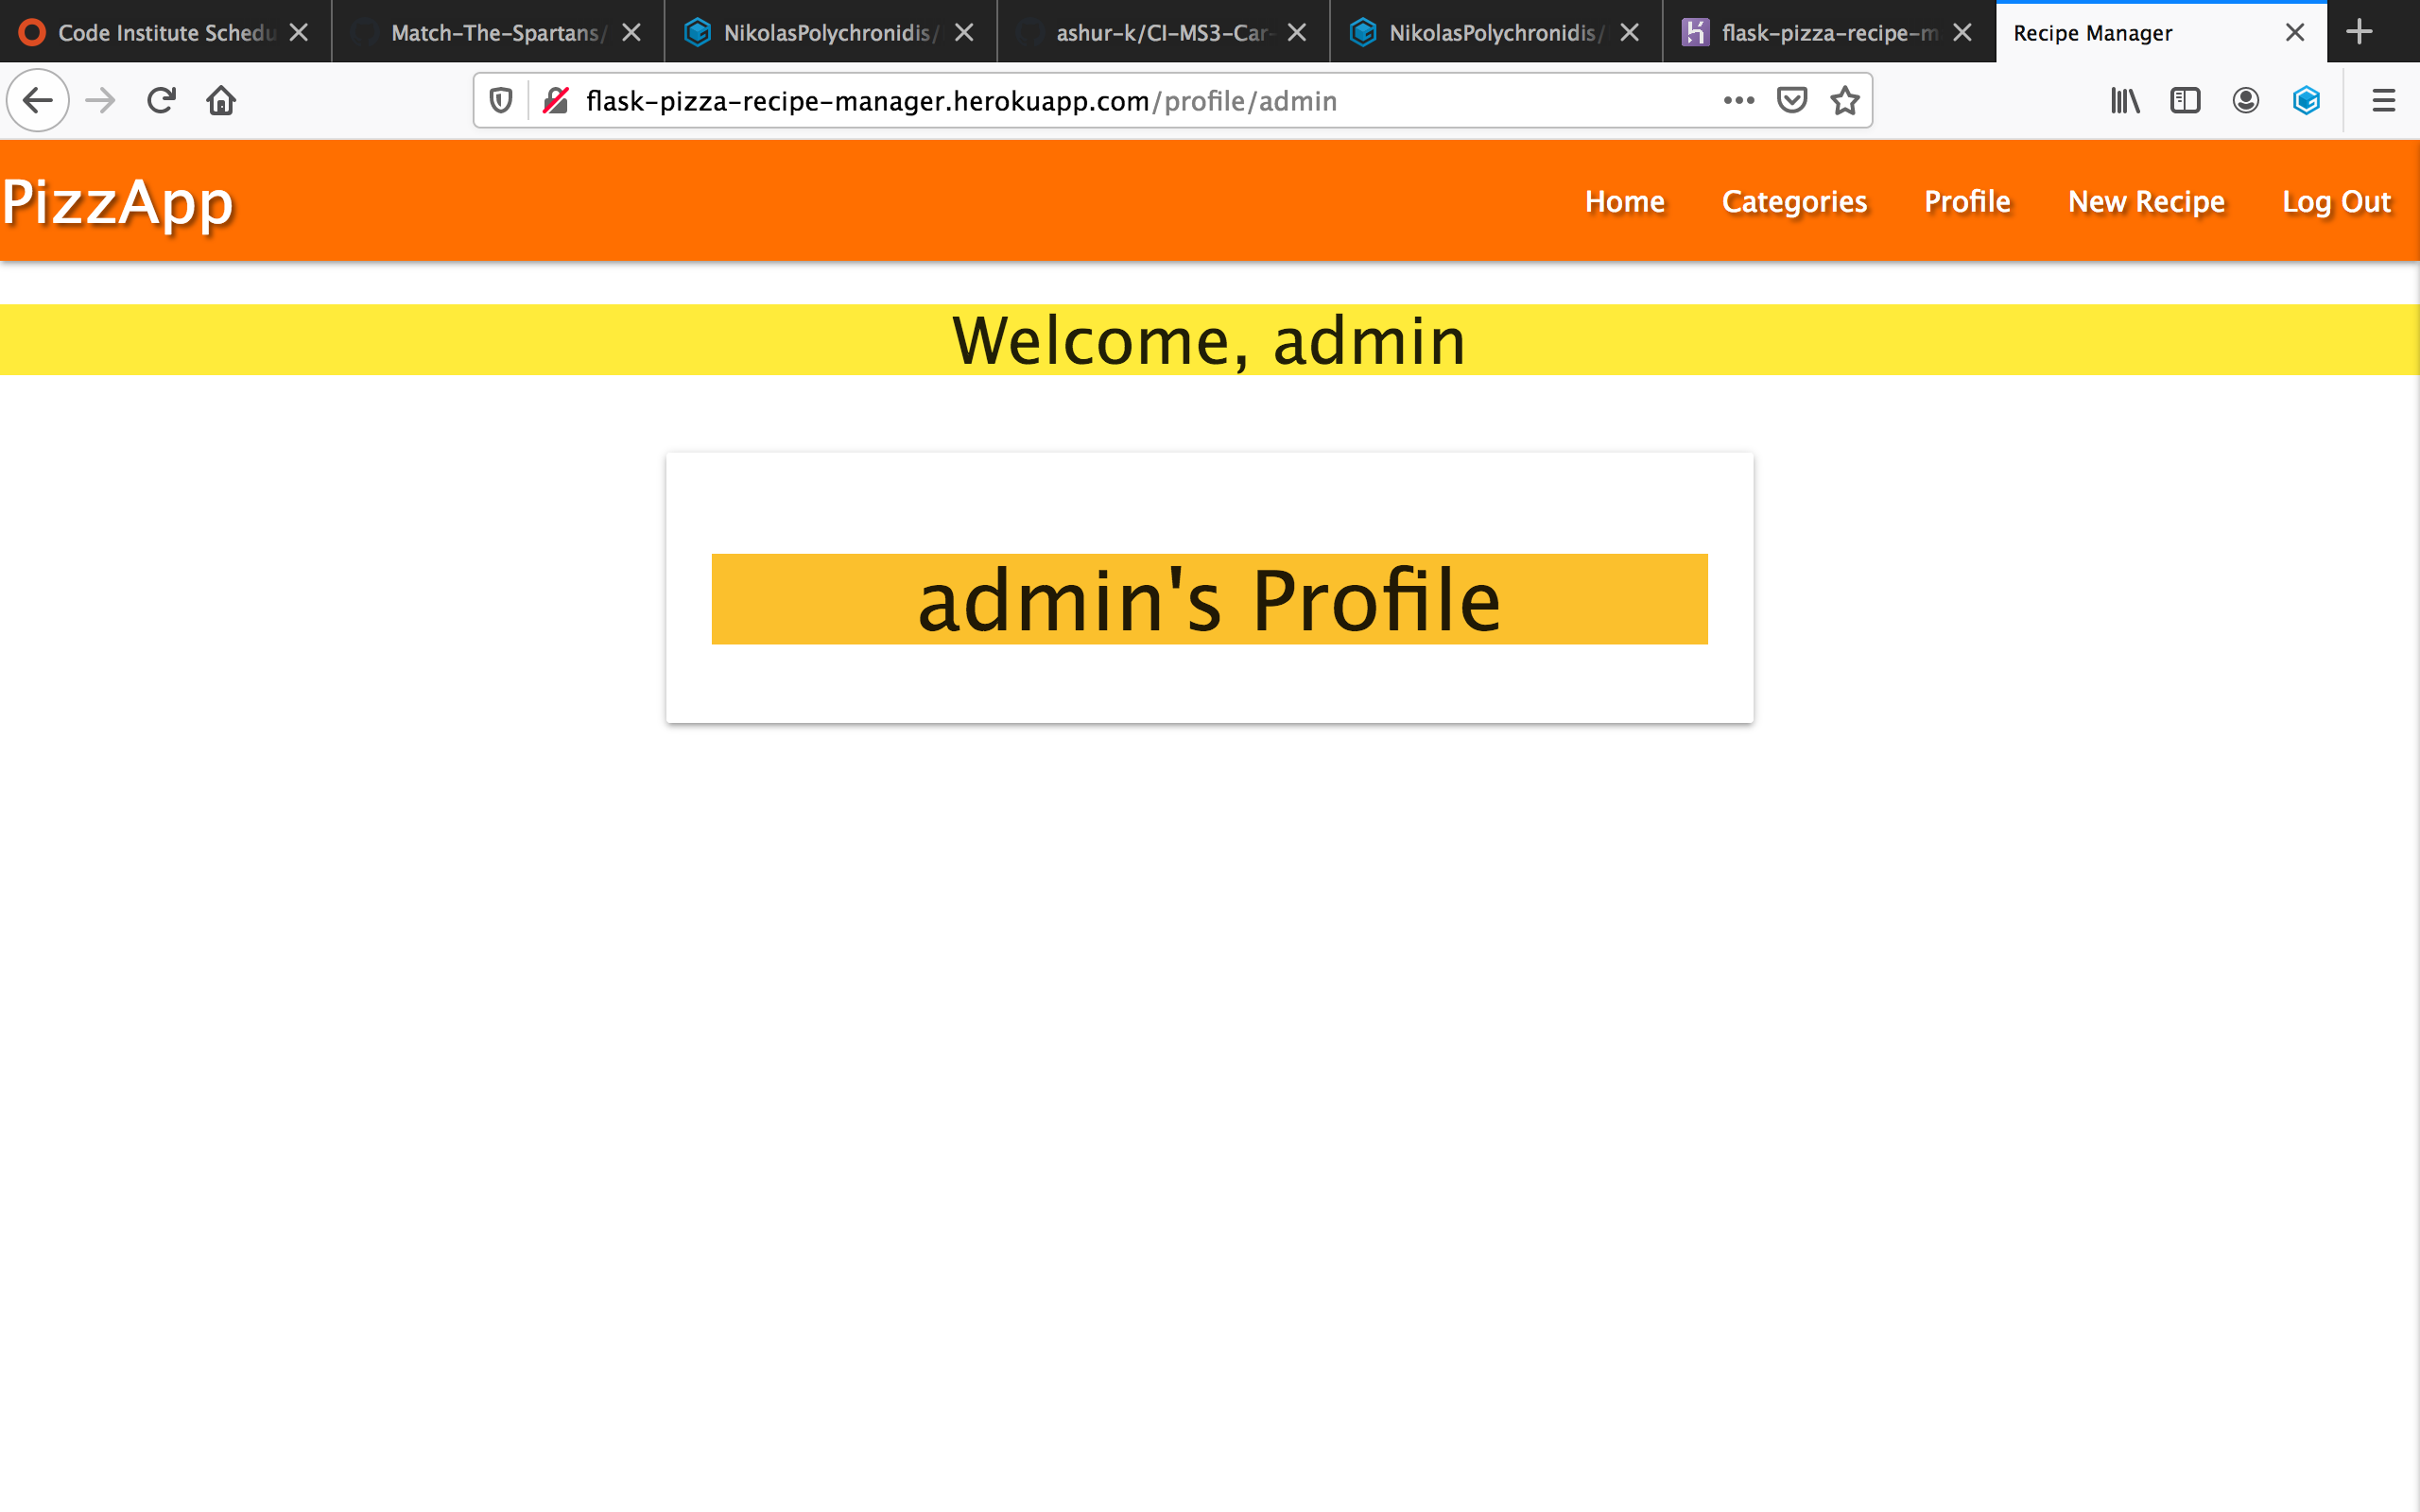 Code Institute Schedu
Match-The-Spartans/
NikolasPolychronidis/
ashur-k/CI-MS3-Car-
NikolasPolychronidis/
flask-pizza-recipe-m
Recipe Manager
flask-pizza-recipe-manager.herokuapp.com/profile/admin
PizzApp
Home Categories Profile New Recipe Log Out
Welcome, admin
admin's Profile